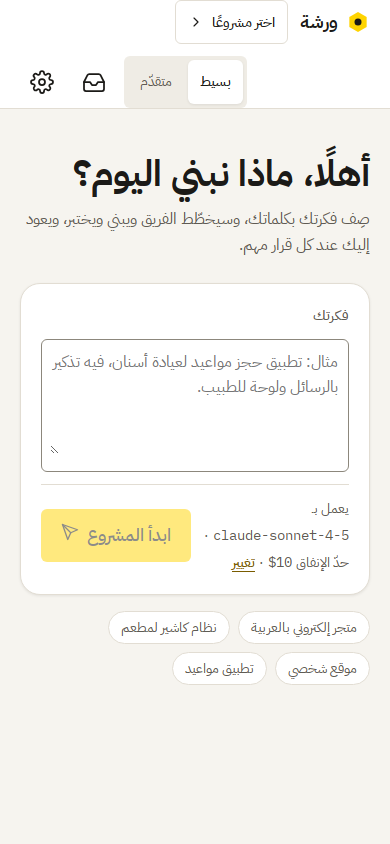 ورشة
اختر مشروعًا
بسيط
متقدّم
أهلًا، ماذا نبني اليوم؟
صِف فكرتك بكلماتك، وسيخطّط الفريق ويبني ويختبر، ويعود
إليك عند كل قرار مهم.
فكرتك
مثال: تطبيق حجز مواعيد لعيادة أسنان، فيه تذكير
بالرسائل ولوحة للطبيب.
يعمل بـ
claude-sonnet-4-5 ·
حدّ الإنفاق 10$ · تغيير
ابدأ المشروع
متجر إلكتروني بالعربية
نظام كاشير لمطعم
موقع شخصي
تطبيق مواعيد